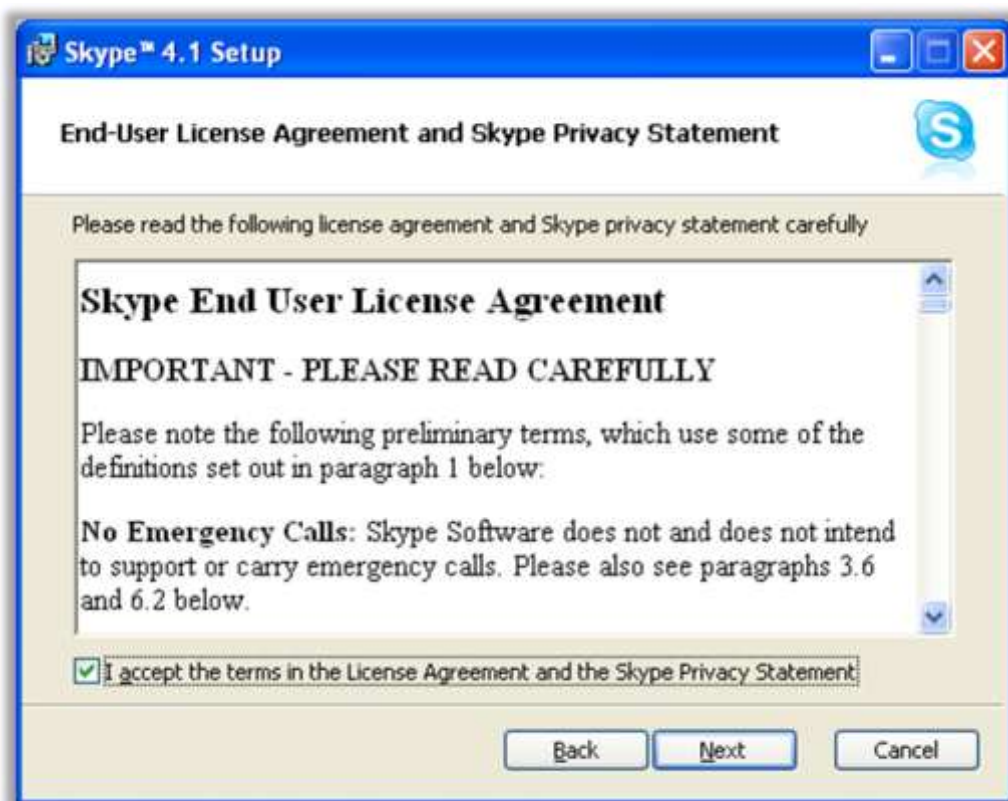 Skype™ 4.1 Setup
End-User License Agreement and Skype Privacy Statement
S
Please read the following license agreement and Skype privacy statement carefully
Skype End User License Agreement
IMPORTANT - PLEASE READ CAREFULLY
Please note the following preliminary terms, which use some of the
definitions set out in paragraph 1 below:
No Emergency Calls: Skype Software does not and does not intend
to support or carry emergency calls. Please also see paragraphs 3.6
and 6.2 below.
I accept the terms in the License Agreement and the Skype Privacy Statement
Back Next Cancel